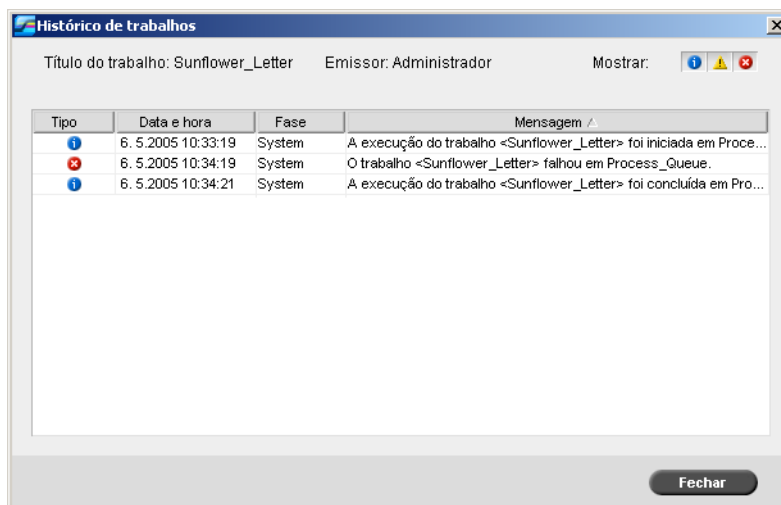 Histórico de trabalhos
Título do trabalho: Sunflower_Letter Emissor: Administrador Mostrar:
Tipo Data e hora Fase Mensagem
6. 5.2005 10:33:19 System A execução do trabalho <Sunflower_Letter> foi iniciada em Proce...
6. 5.2005 10:34:19 System O trabalho <Sunflower_Letter> falhou em Process_Queue.
6. 5.2005 10:34:21 System A execução do trabalho <Sunflower_Letter> foi concluída em Pro...
Fechar